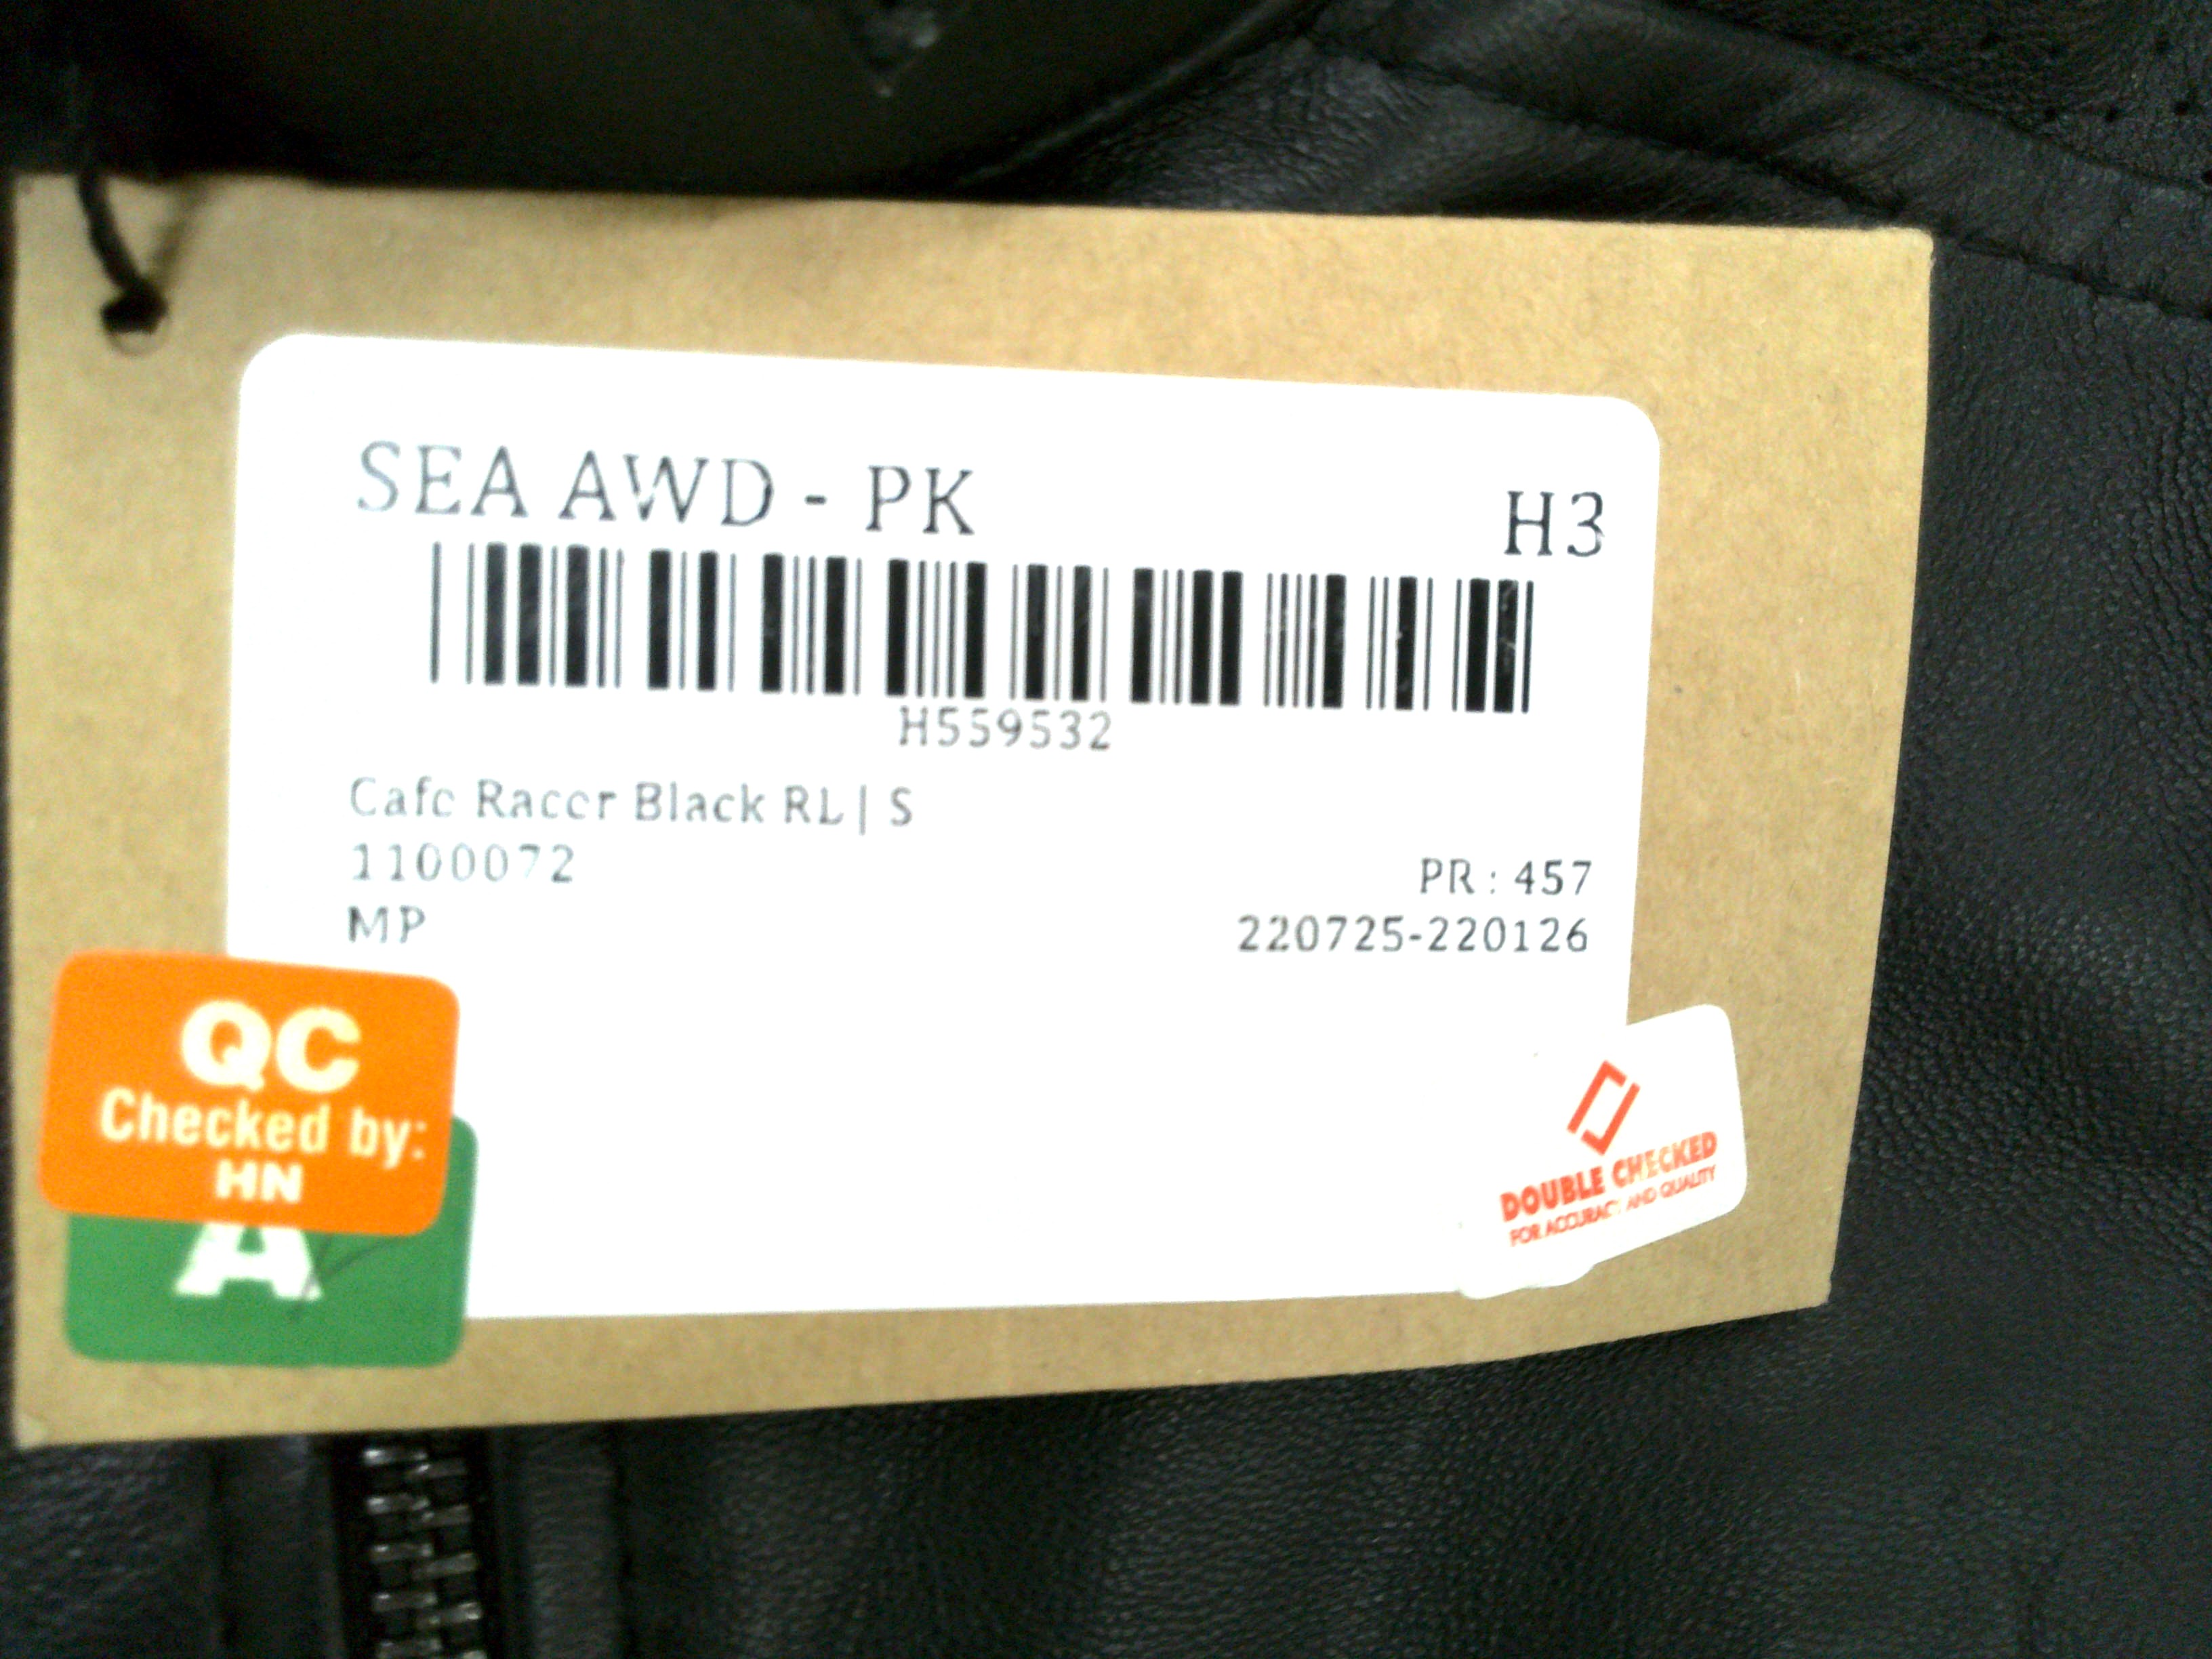 SEA AWD - PK
H3
H559532
Cafe Racer Black RL| S
1100072
PR : 457
MP
220725-220126
QC
Checked by:
HN
A
DOUBLE CHECKED
FOR ACCURACY AND QUALITY